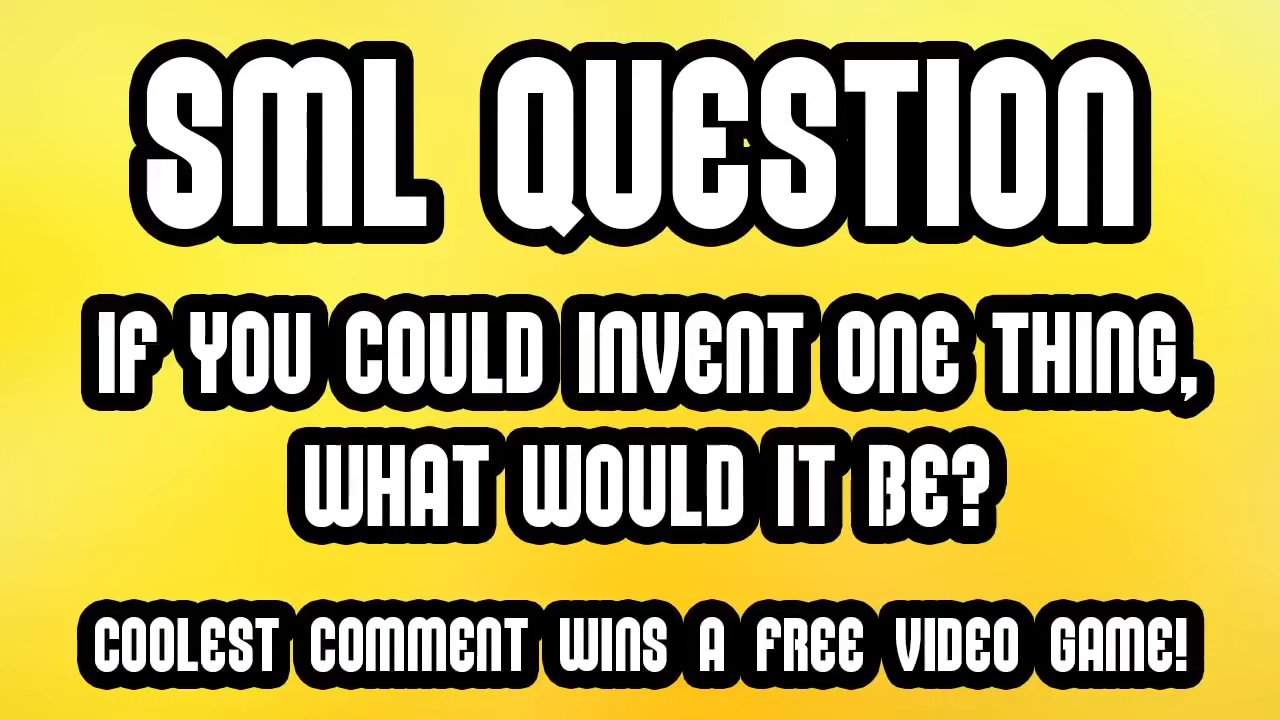 SML QUESTION
IF YOU COULD INVENT ONE THING,
WHAT WOULD IT BE?
COOLEST COMMENT WINS A FREE VIDEO GAME!